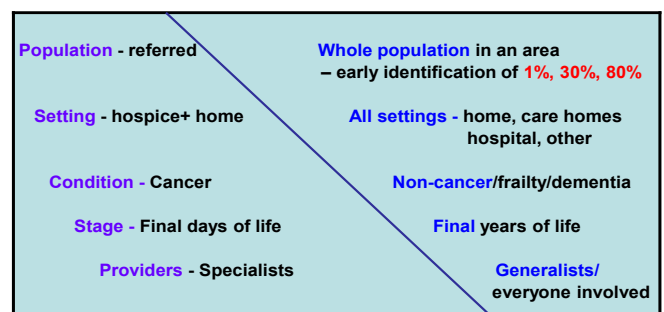 Population - referred
Whole population in an area
– early identification of 1%, 30%, 80%
Setting - hospice+ home
All settings - home, care homes
hospital, other
Condition - Cancer
Non-cancer/frailty/dementia
Stage - Final days of life
Final years of life
Providers - Specialists
Generalists/
everyone involved